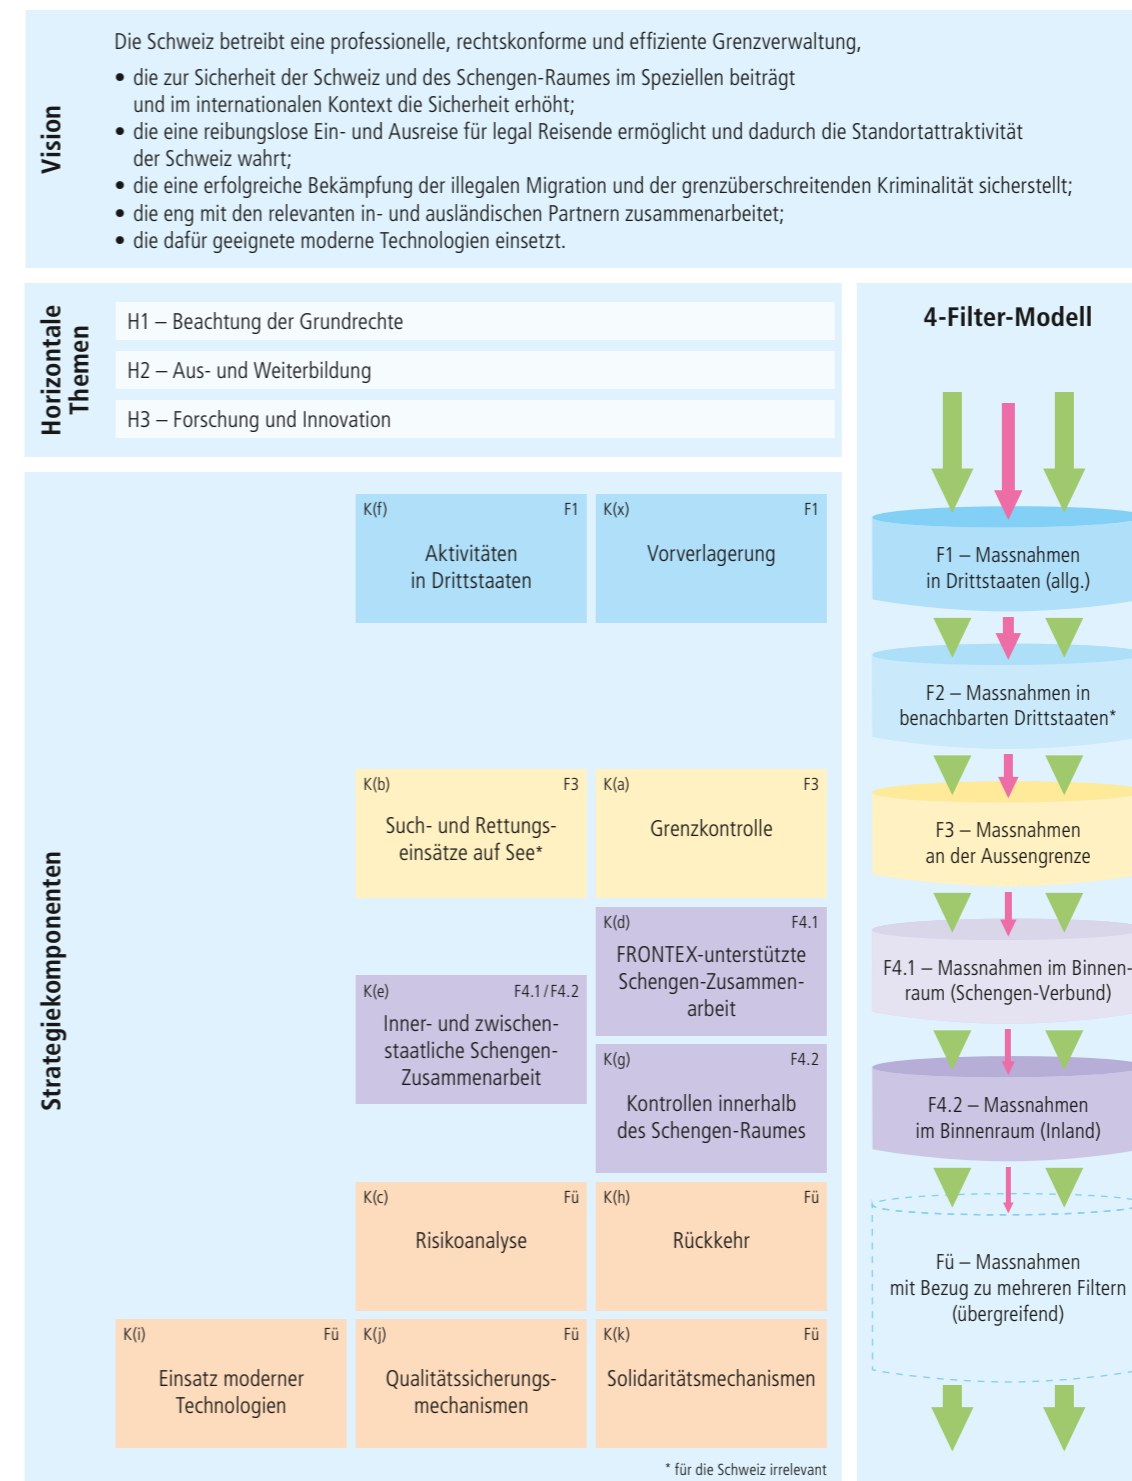 Vision
Die Schweiz betreibt eine professionelle, rechtskonforme und effiziente Grenzverwaltung,
• die zur Sicherheit der Schweiz und des Schengen-Raumes im Speziellen beiträgt
und im internationalen Kontext die Sicherheit erhöht;
• die eine reibungslose Ein- und Ausreise für legal Reisende ermöglicht und dadurch die Standortattraktivität
der Schweiz wahrt;
• die eine erfolgreiche Bekämpfung der illegalen Migration und der grenzüberschreitenden Kriminalität sicherstellt;
• die eng mit den relevanten in- und ausländischen Partnern zusammenarbeitet;
• die dafür geeignete moderne Technologien einsetzt.
Horizontale
Themen
H1 – Beachtung der Grundrechte
H2 – Aus- und Weiterbildung
H3 – Forschung und Innovation
Strategiekomponenten
K(f) F1
Aktivitäten
in Drittstaaten
K(x) F1
Vorverlagerung
K(b) F3
Such- und Rettungs-
einsätze auf See*
K(a) F3
Grenzkontrolle
K(d) F4.1
FRONTEX-unterstützte
Schengen-Zusammen-
arbeit
K(e) F4.1/F4.2
Inner- und zwischen-
staatliche Schengen-
Zusammenarbeit
K(g) F4.2
Kontrollen innerhalb
des Schengen-Raumes
K(c) Fü
Risikoanalyse
K(h) Fü
Rückkehr
K(i) Fü
Einsatz moderner
Technologien
K(j) Fü
Qualitätssicherungs-
mechanismen
K(k) Fü
Solidaritätsmechanismen
* für die Schweiz irrelevant
4-Filter-Modell
F1 – Massnahmen
in Drittstaaten (allg.)
F2 – Massnahmen in
benachbarten Drittstaaten*
F3 – Massnahmen
an der Aussengrenze
F4.1 – Massnahmen im Binnen-
raum (Schengen-Verbund)
F4.2 – Massnahmen
im Binnenraum (Inland)
Fü – Massnahmen
mit Bezug zu mehreren Filtern
(übergreifend)